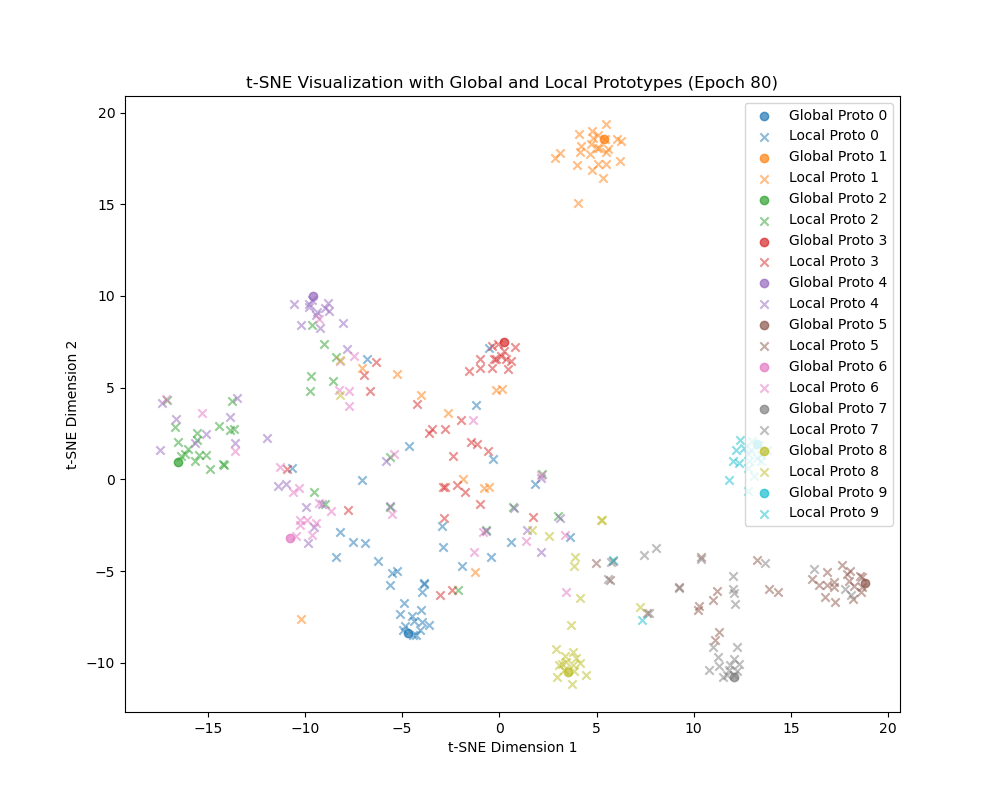 t-SNE Visualization with Global and Local Prototypes (Epoch 80)
Global Proto 0
Local Proto 0
Global Proto 1
Local Proto 1
Global Proto 2
Local Proto 2
Global Proto 3
Local Proto 3
Global Proto 4
Local Proto 4
Global Proto 5
Local Proto 5
Global Proto 6
Local Proto 6
Global Proto 7
Local Proto 7
Global Proto 8
Local Proto 8
Global Proto 9
Local Proto 9
20
15
10
5
0
−5
−10
t-SNE Dimension 2
−15 −10 −5 0 5 10 15 20
t-SNE Dimension 1